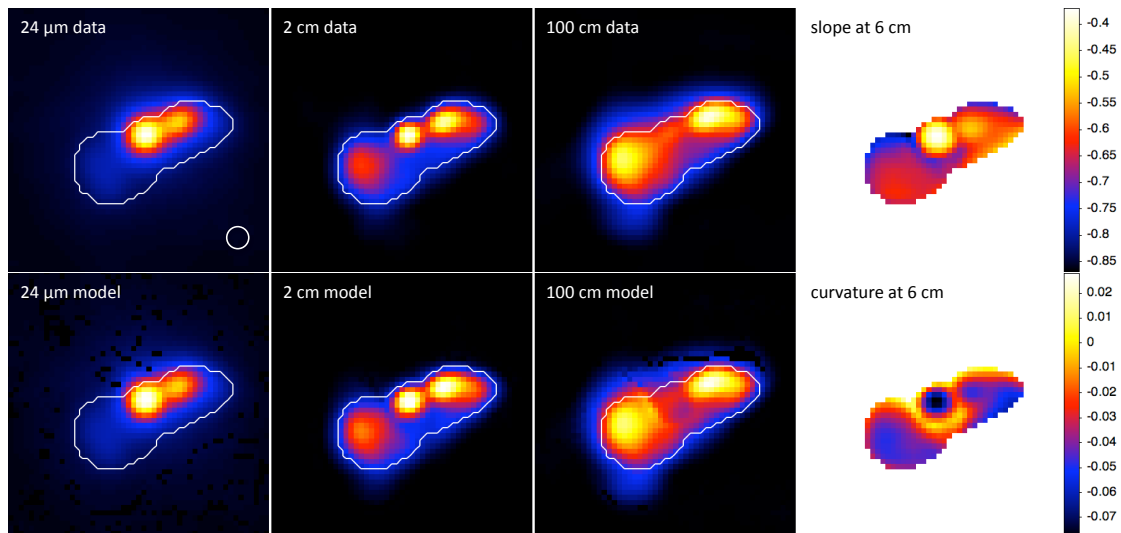 24 μm data
2 cm data
100 cm data
slope at 6 cm
-0.4
-0.45
-0.5
-0.55
-0.6
-0.65
-0.7
-0.75
-0.8
-0.85
24 μm model
2 cm model
100 cm model
curvature at 6 cm
0.02
0.01
0
-0.01
-0.02
-0.03
-0.04
-0.05
-0.06
-0.07